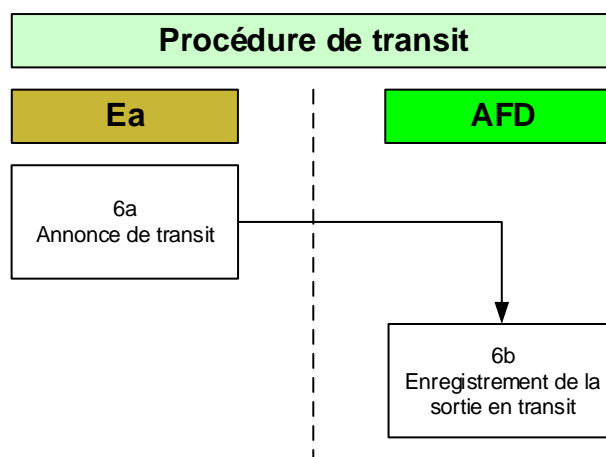 Procédure de transit
Ea
AFD
6a
Annonce de transit
6b
Enregistrement de la
sortie en transit